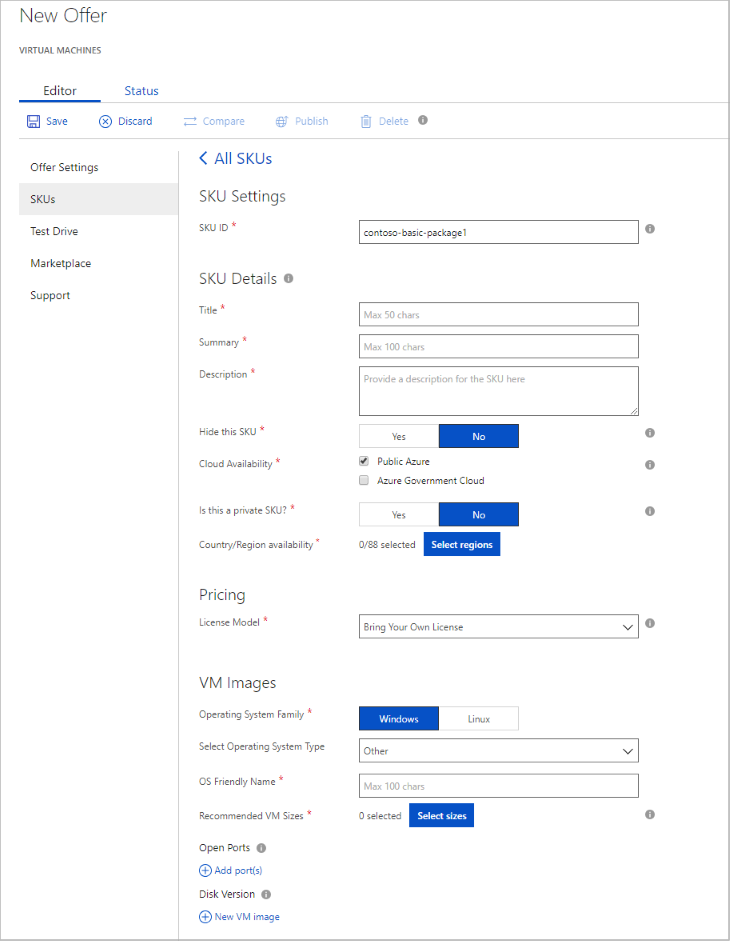 New Offer
VIRTUAL MACHINES
Editor Status
Save Discard Compare Publish Delete
Offer Settings
SKUs
Test Drive
Marketplace
Support
All SKUs
SKU Settings
SKU ID * contoso-basic-package1
SKU Details
Title * Max 50 chars
Summary * Max 100 chars
Description * Provide a description for the SKU here
Hide this SKU * Yes No
Cloud Availability * Public Azure
Azure Government Cloud
Is this a private SKU? * Yes No
Country/Region availability * 0/88 selected Select regions
Pricing
License Model * Bring Your Own License
VM Images
Operating System Family * Windows Linux
Select Operating System Type Other
OS Friendly Name * Max 100 chars
Recommended VM Sizes * 0 selected Select sizes
Open Ports
Add port(s)
Disk Version
New VM image